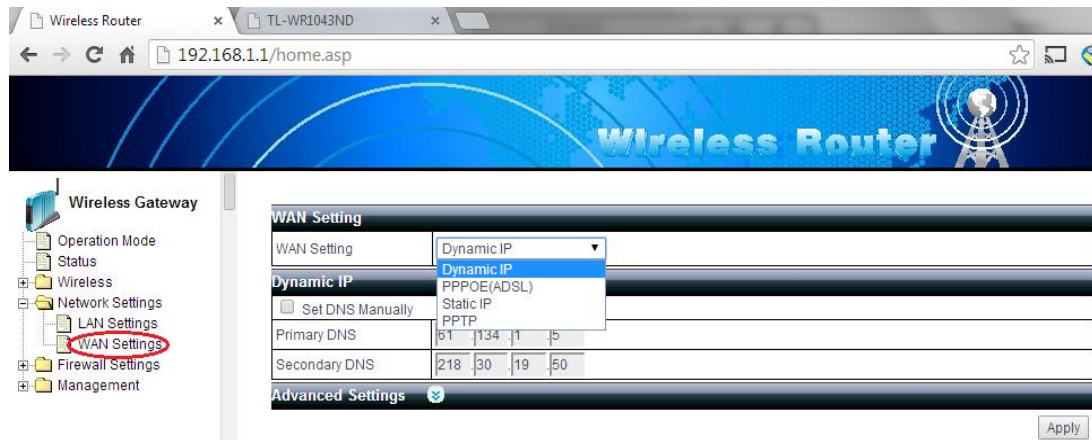 Wireless Router
TL-WR1043ND
192.168.1.1/home.asp
Wireless Router
Wireless Gateway
Operation Mode
Status
Wireless
Network Settings
LAN Settings
WAN Settings
Firewall Settings
Management
WAN Setting
WAN Setting Dynamic IP
Dynamic IP
PPPOE(ADSL)
Static IP
PPTP
Dynamic IP
Set DNS Manually
Primary DNS 61 .134 .1 .5
Secondary DNS 218 .30 .19 .50
Advanced Settings
Apply